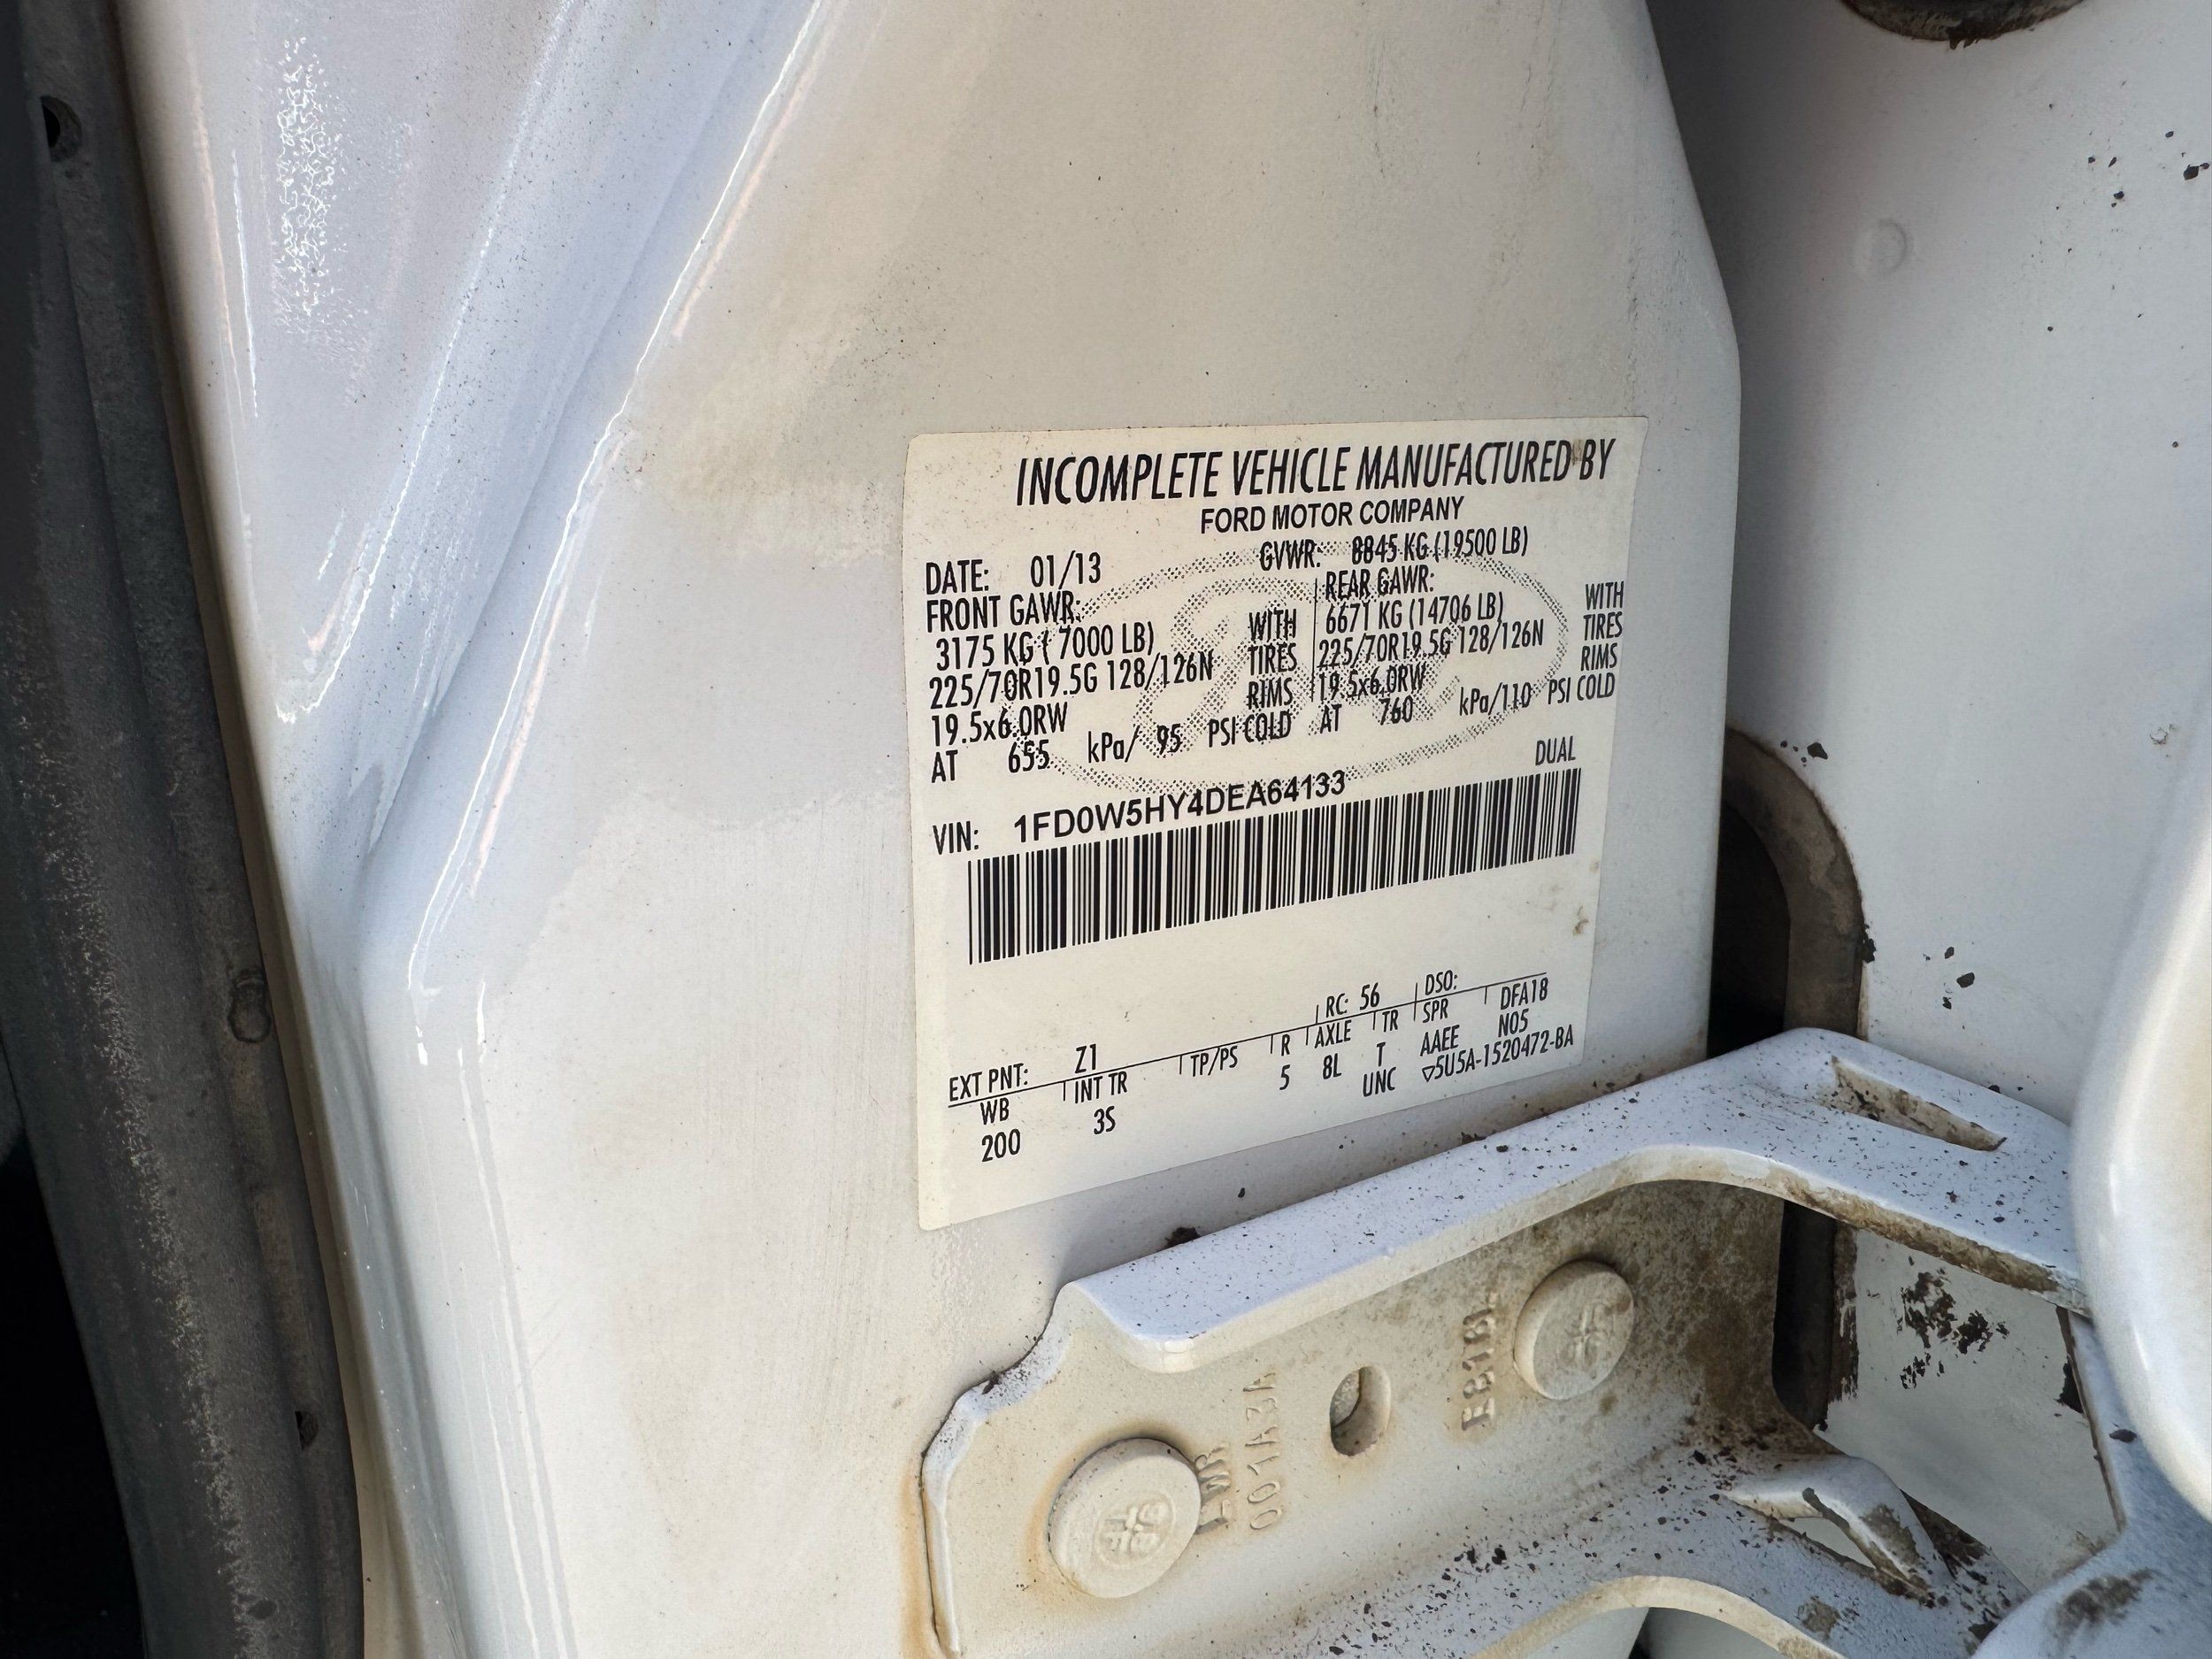 INCOMPLETE VEHICLE MANUFACTURED BY
FORD MOTOR COMPANY
DATE: 01/13 GVWR: 8845 KG (19500 LB)
FRONT GAWR: REAR GAWR:
3175 KG ( 7000 LB) WITH 6671 KG (14706 LB) WITH
225/70R19.5G 128/126N TIRES 225/70R19.5G 128/126N TIRES
19.5x6.0RW RIMS 19.5x6.0RW RIMS
AT 655 kPa/ 95 PSI COLD AT 760 kPa/110 PSI COLD
DUAL
VIN: 1FD0W5HY4DEA64133
EXT PNT: Z1 RC: 56 DSO:
WB INT TR TP/PS R AXLE TR SPR DFA18
200 3S 5 8L T AAEE N05
UNC ▽5U5A-1520472-BA
LWR
001A3A